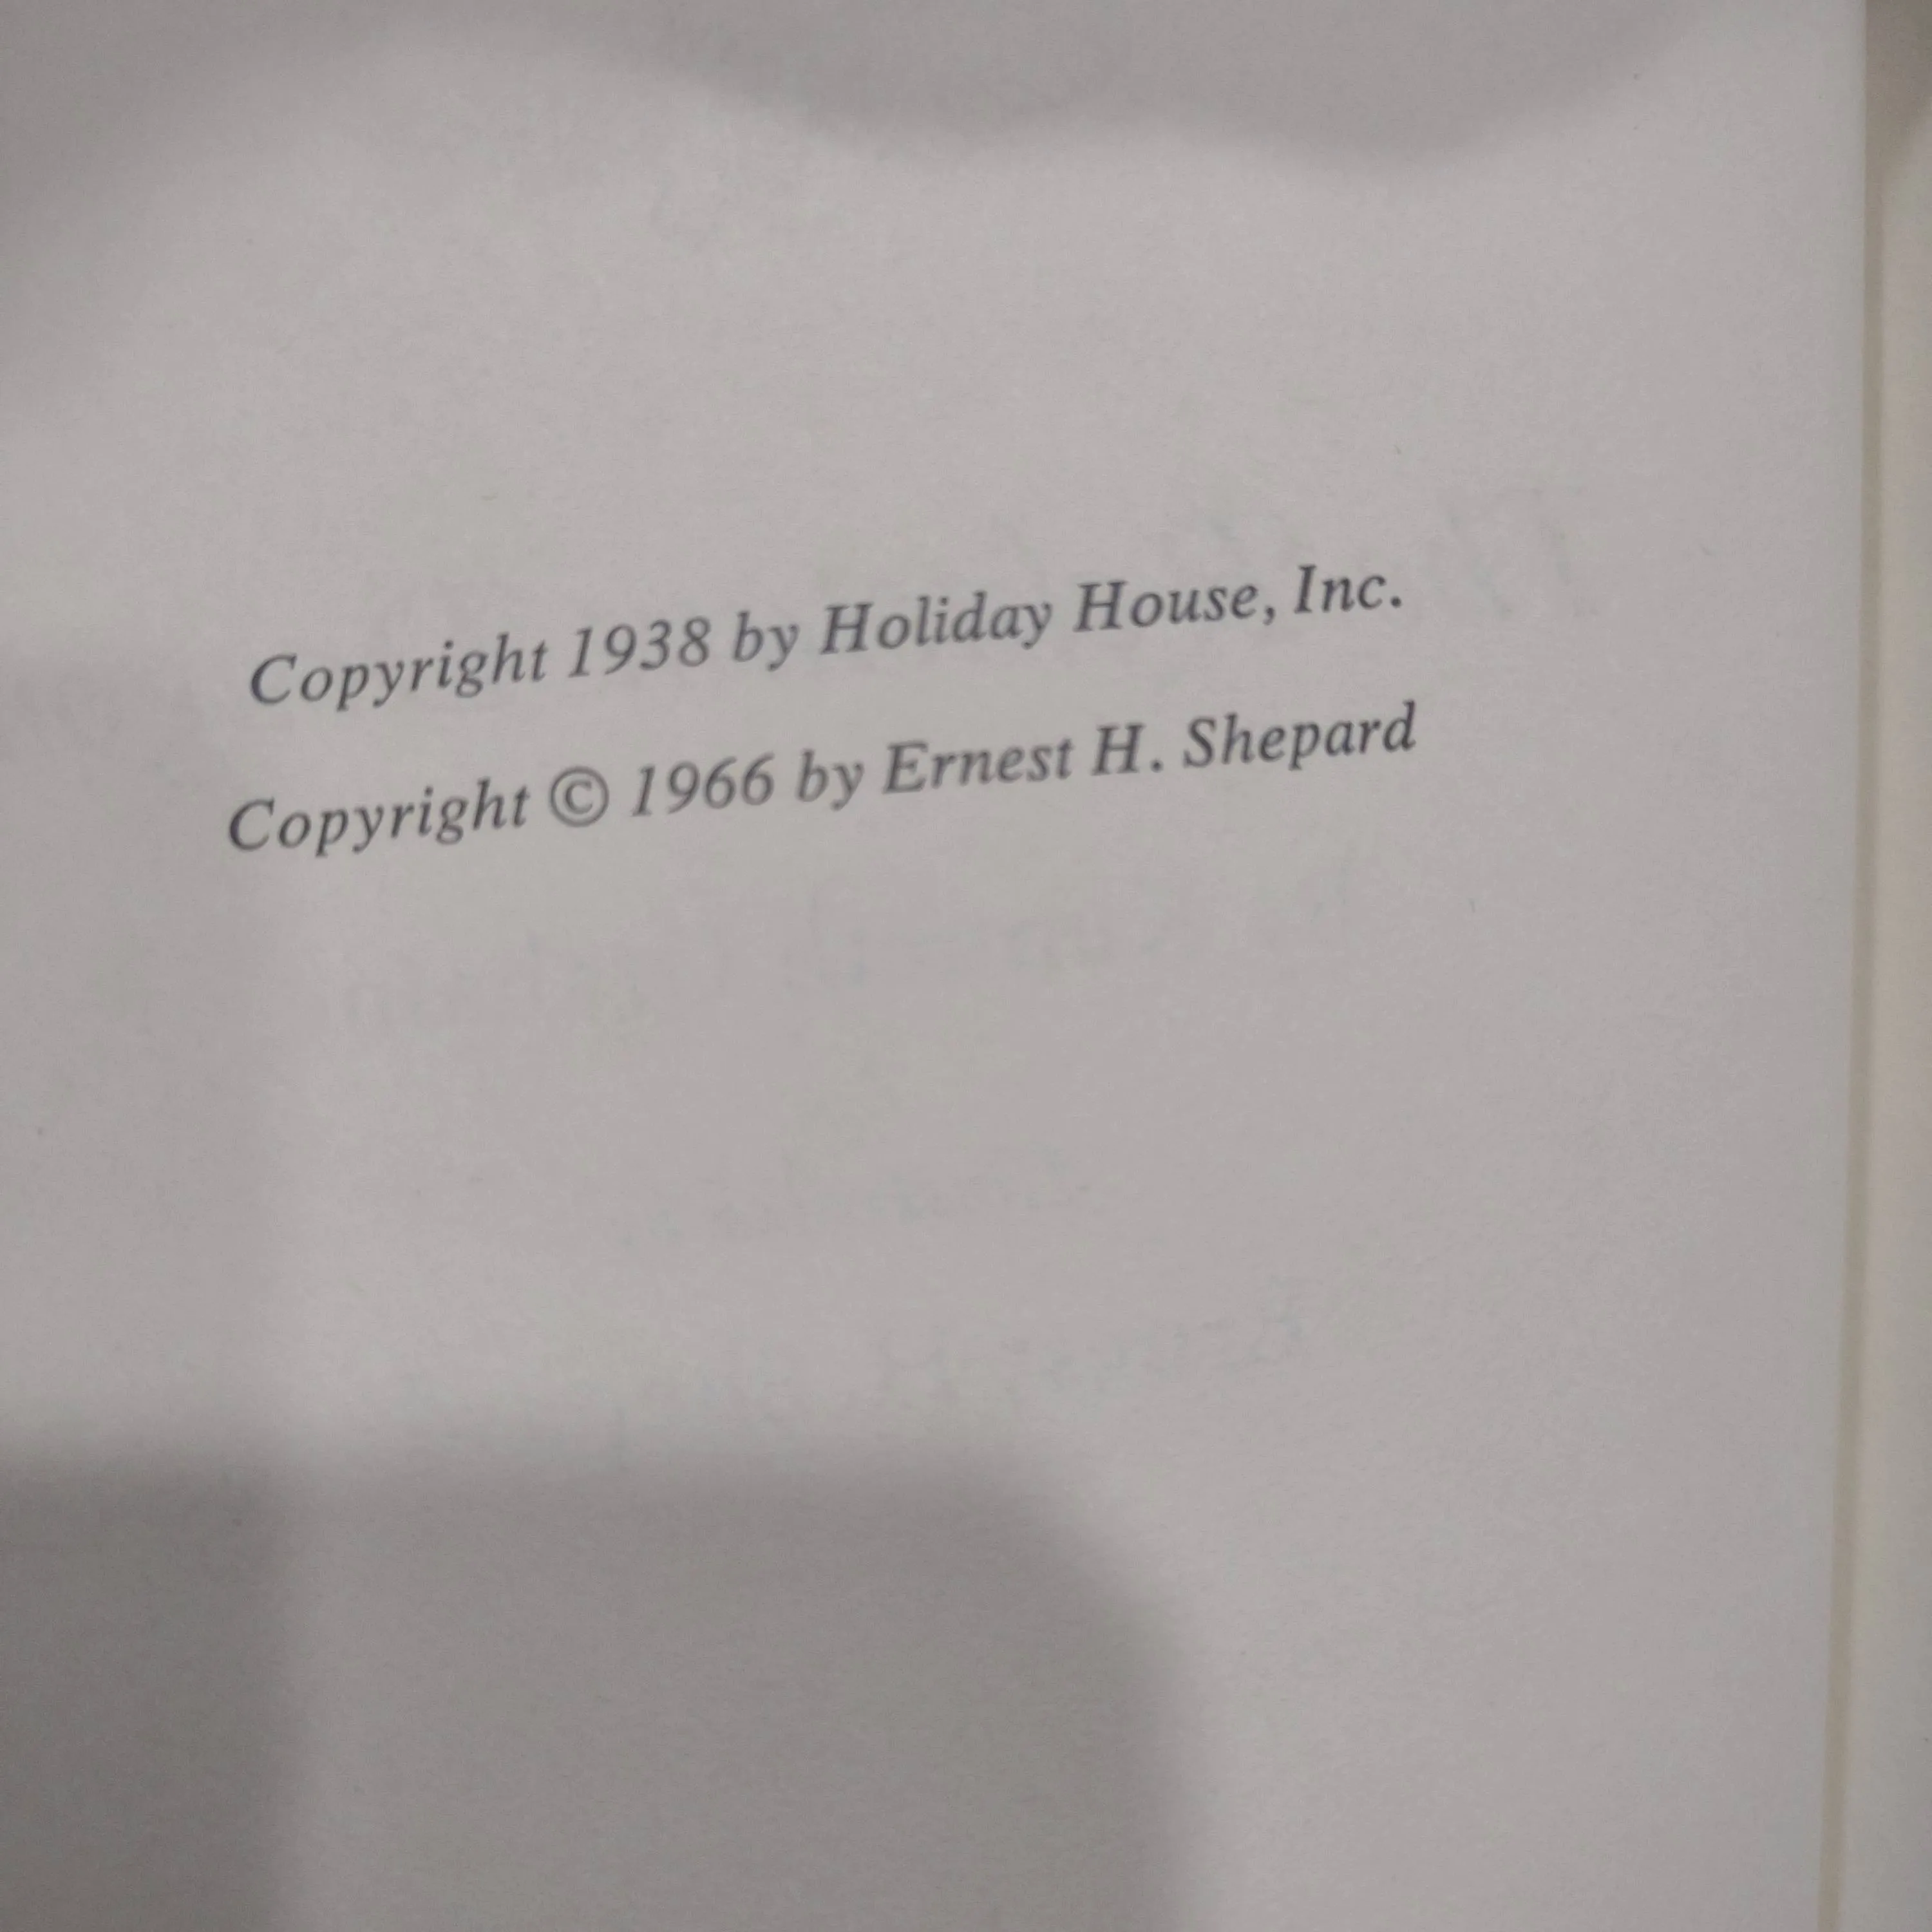 Copyright 1938 by Holiday House, Inc.
Copyright © 1966 by Ernest H. Shepard